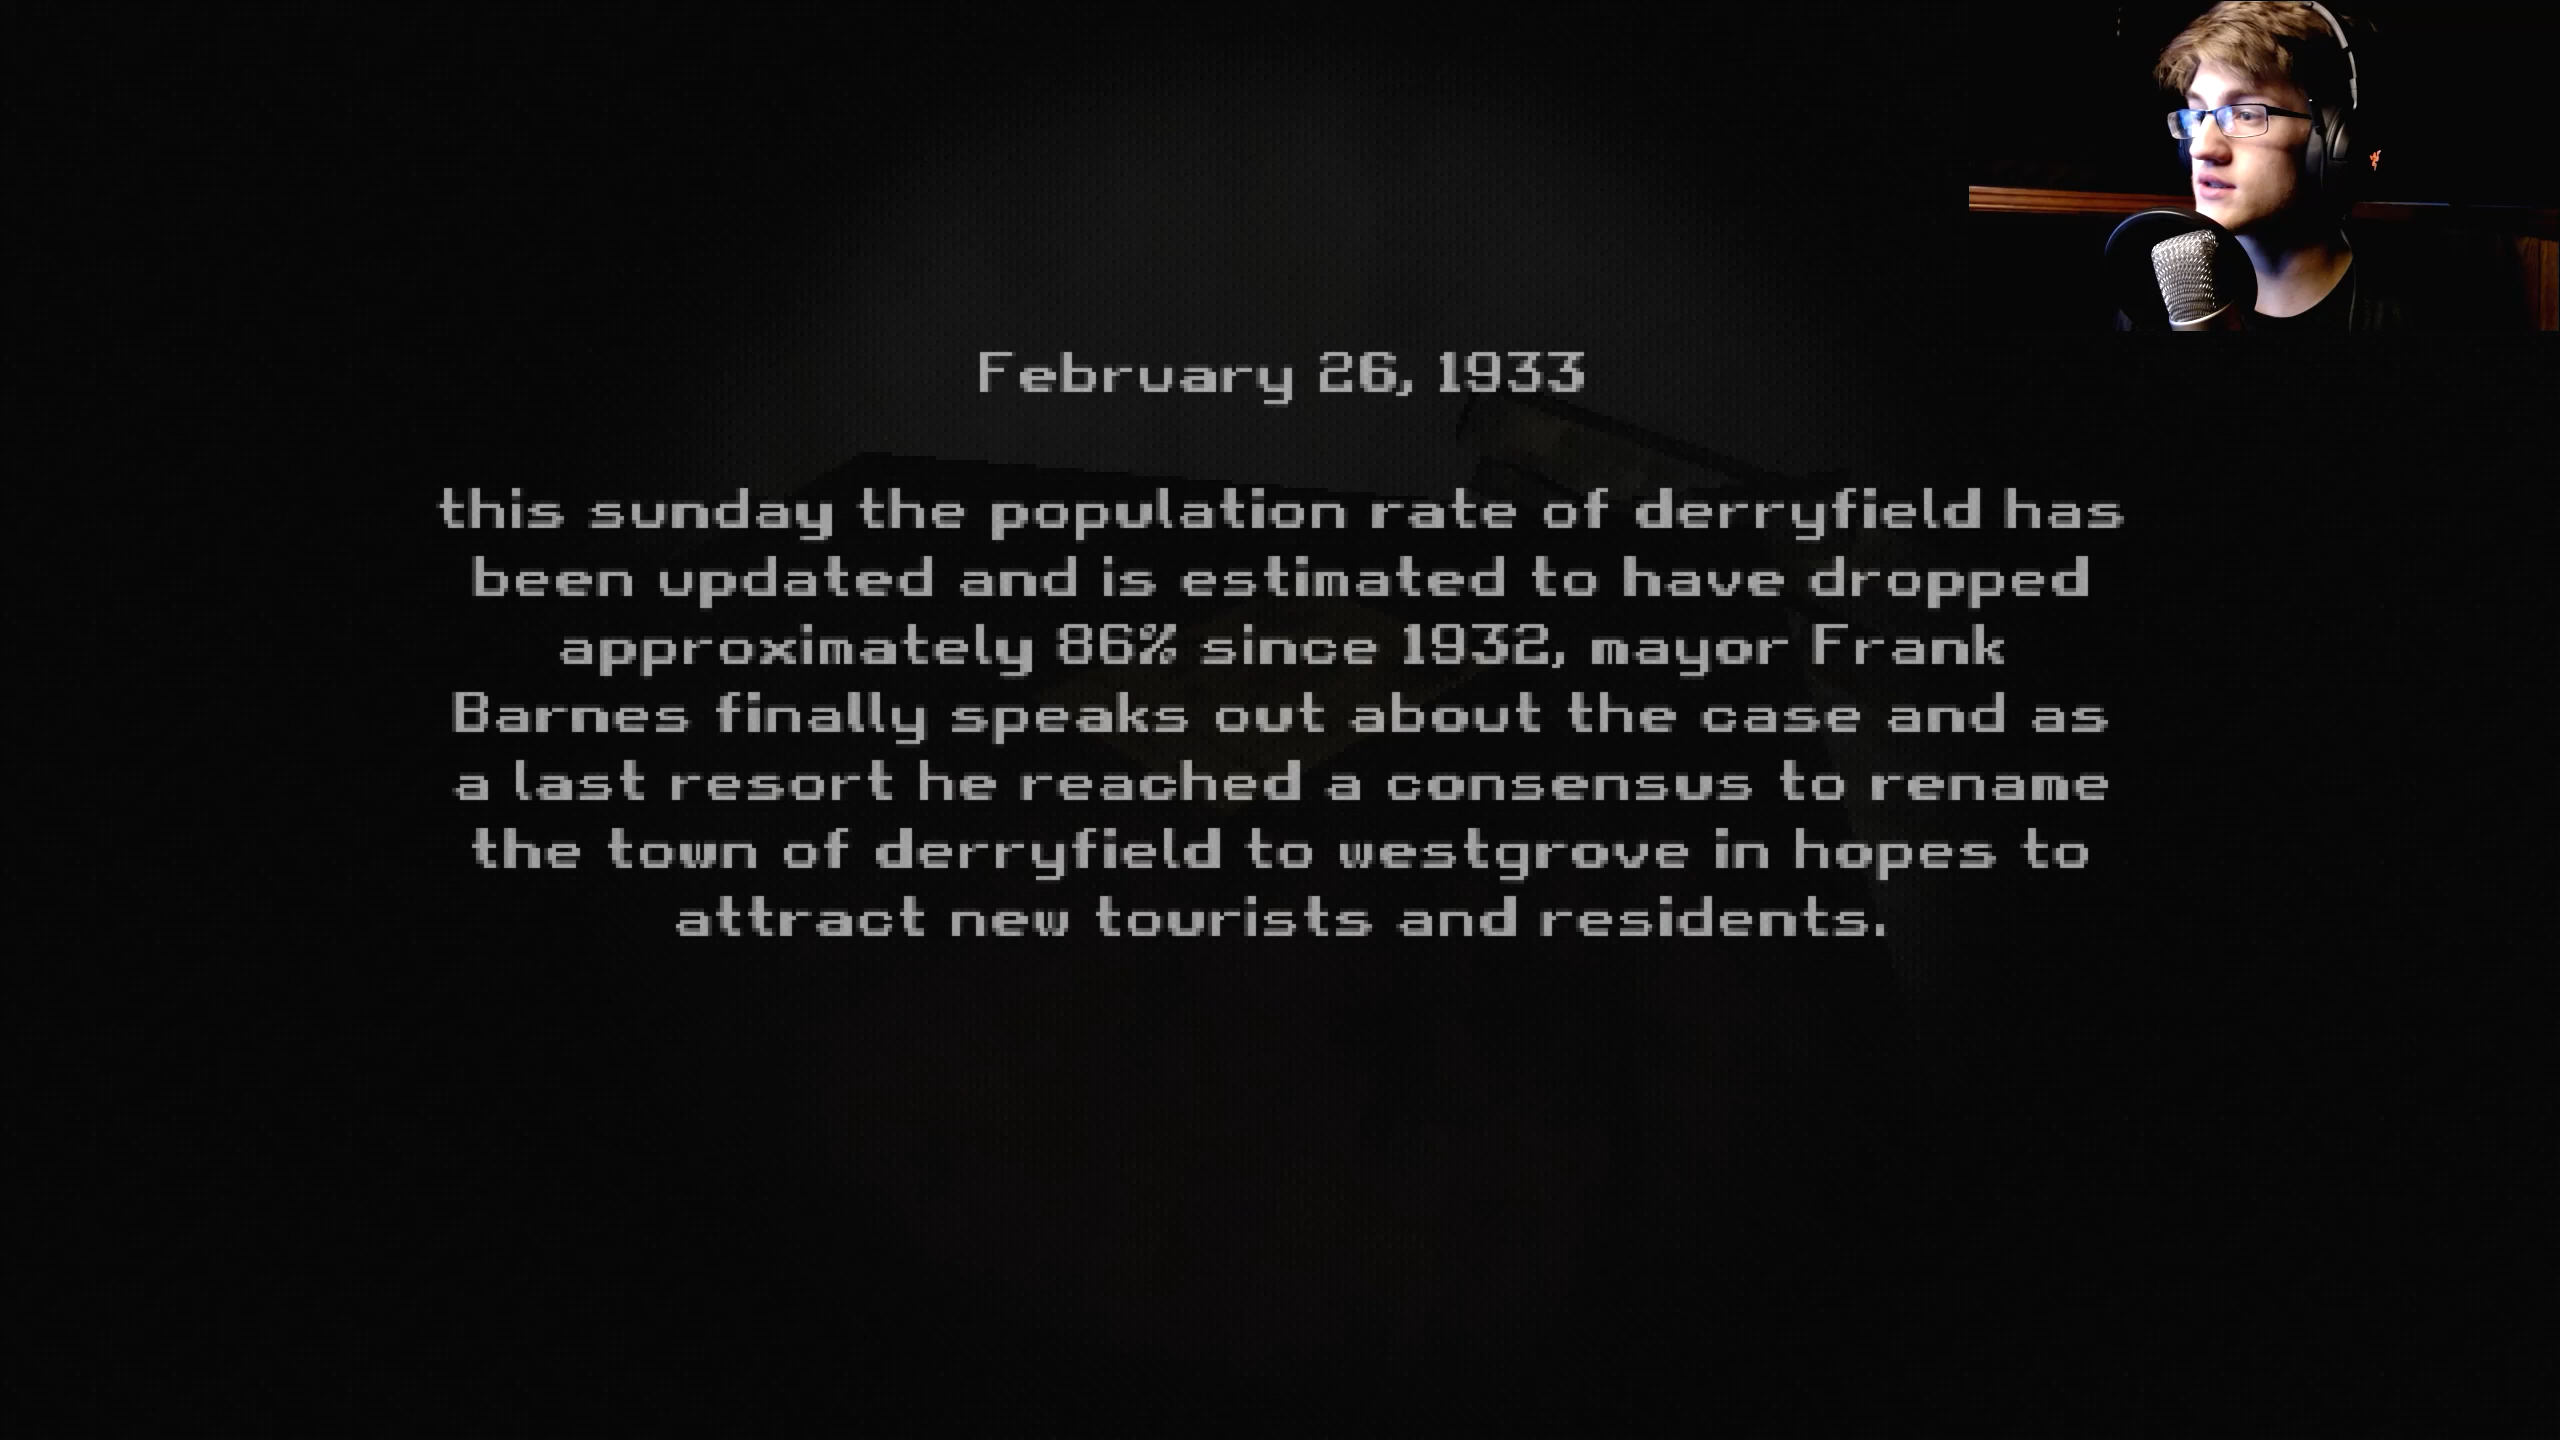 February 26, 1933
this sunday the population rate of derryfield has
been updated and is estimated to have dropped
approximately 86% since 1932, mayor Frank
Barnes finally speaks out about the case and as
a last resort he reached a consensus to rename
the town of derryfield to westgrove in hopes to
attract new tourists and residents.